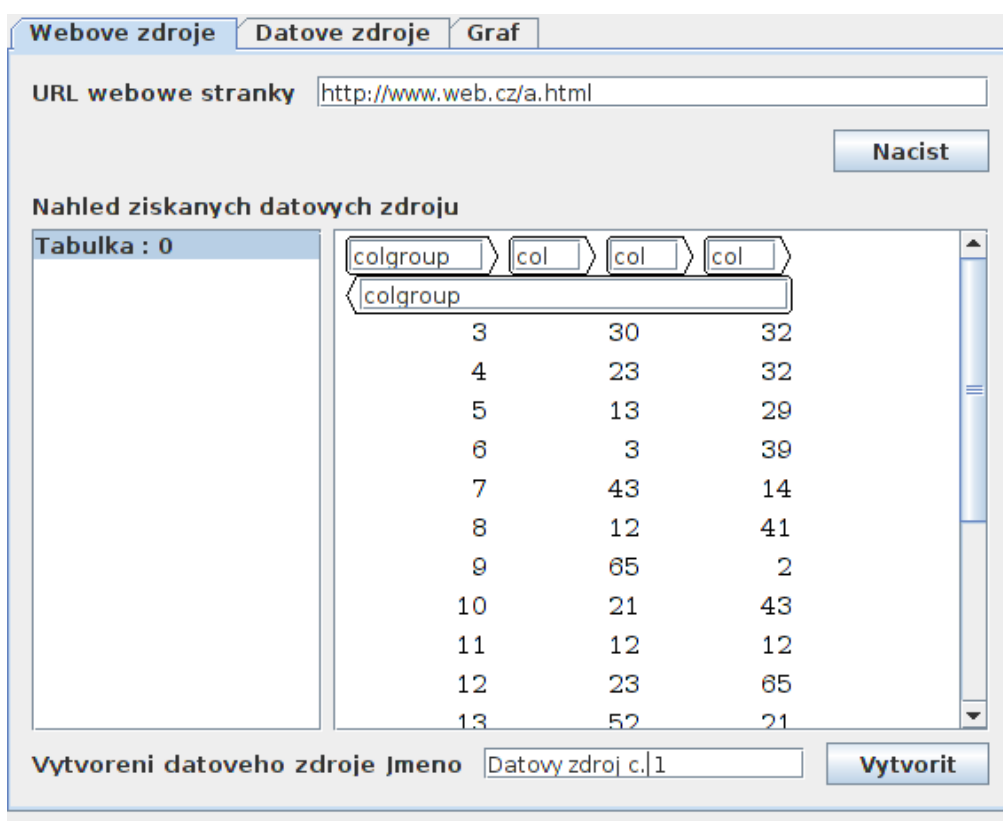 Webove zdroje Datove zdroje Graf
URL webowe stranky http://www.web.cz/a.html
Nacist
Nahled ziskanych datovych zdroju
Tabulka : 0
colgroup col col col
colgroup
3 30 32
4 23 32
5 13 29
6 3 39
7 43 14
8 12 41
9 65 2
10 21 43
11 12 12
12 23 65
13 52 21
Vytvoreni datoveho zdroje Jmeno Datovy zdroj c. 1 Vytvorit